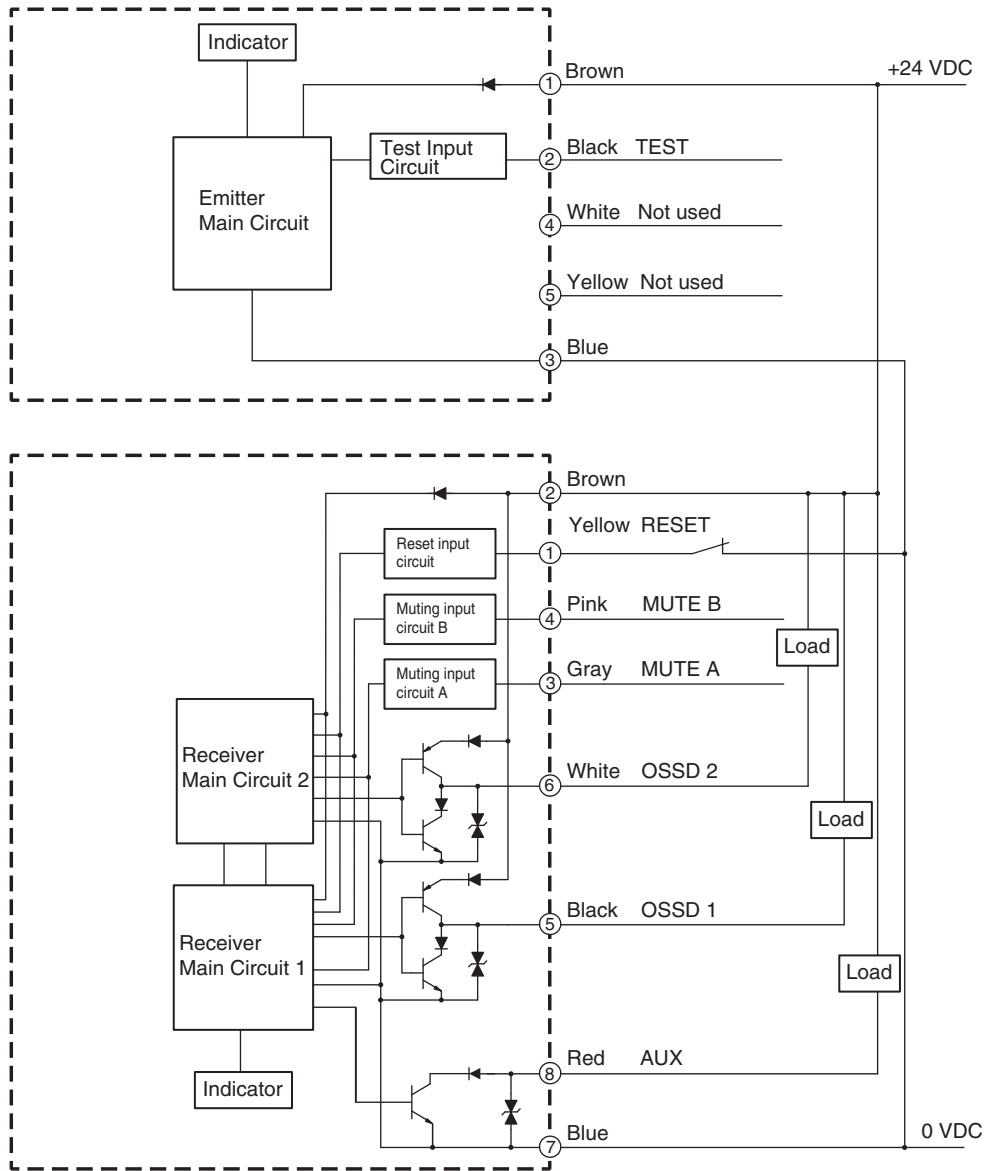 Indicator
+24 VDC
① Brown
Test Input
Circuit
② Black TEST
Emitter
Main Circuit
④ White Not used
⑤ Yellow Not used
③ Blue
② Brown
Yellow RESET
Reset input
circuit
①
Muting input
circuit B
④ Pink MUTE B
Load
Muting input
circuit A
③ Gray MUTE A
Receiver
Main Circuit 2
⑥ White OSSD 2
Load
⑤ Black OSSD 1
Receiver
Main Circuit 1
Load
⑧ Red AUX
Indicator
⑦ Blue
0 VDC